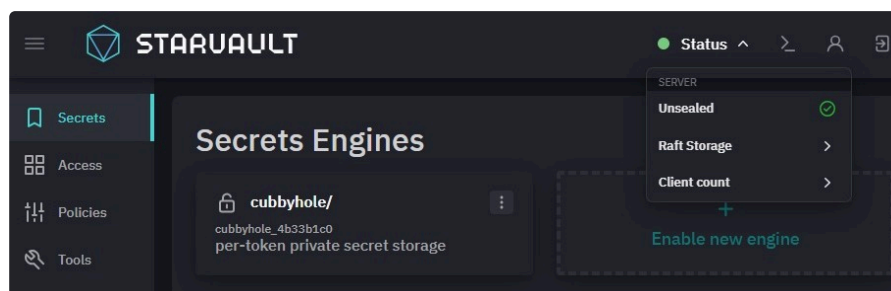 STARVAULT
Status
SERVER
Unsealed
Raft Storage
Client count
Secrets
Access
Policies
Tools
Secrets Engines
cubbyhole/
cubbyhole_4b33b1c0
per-token private secret storage
+
Enable new engine